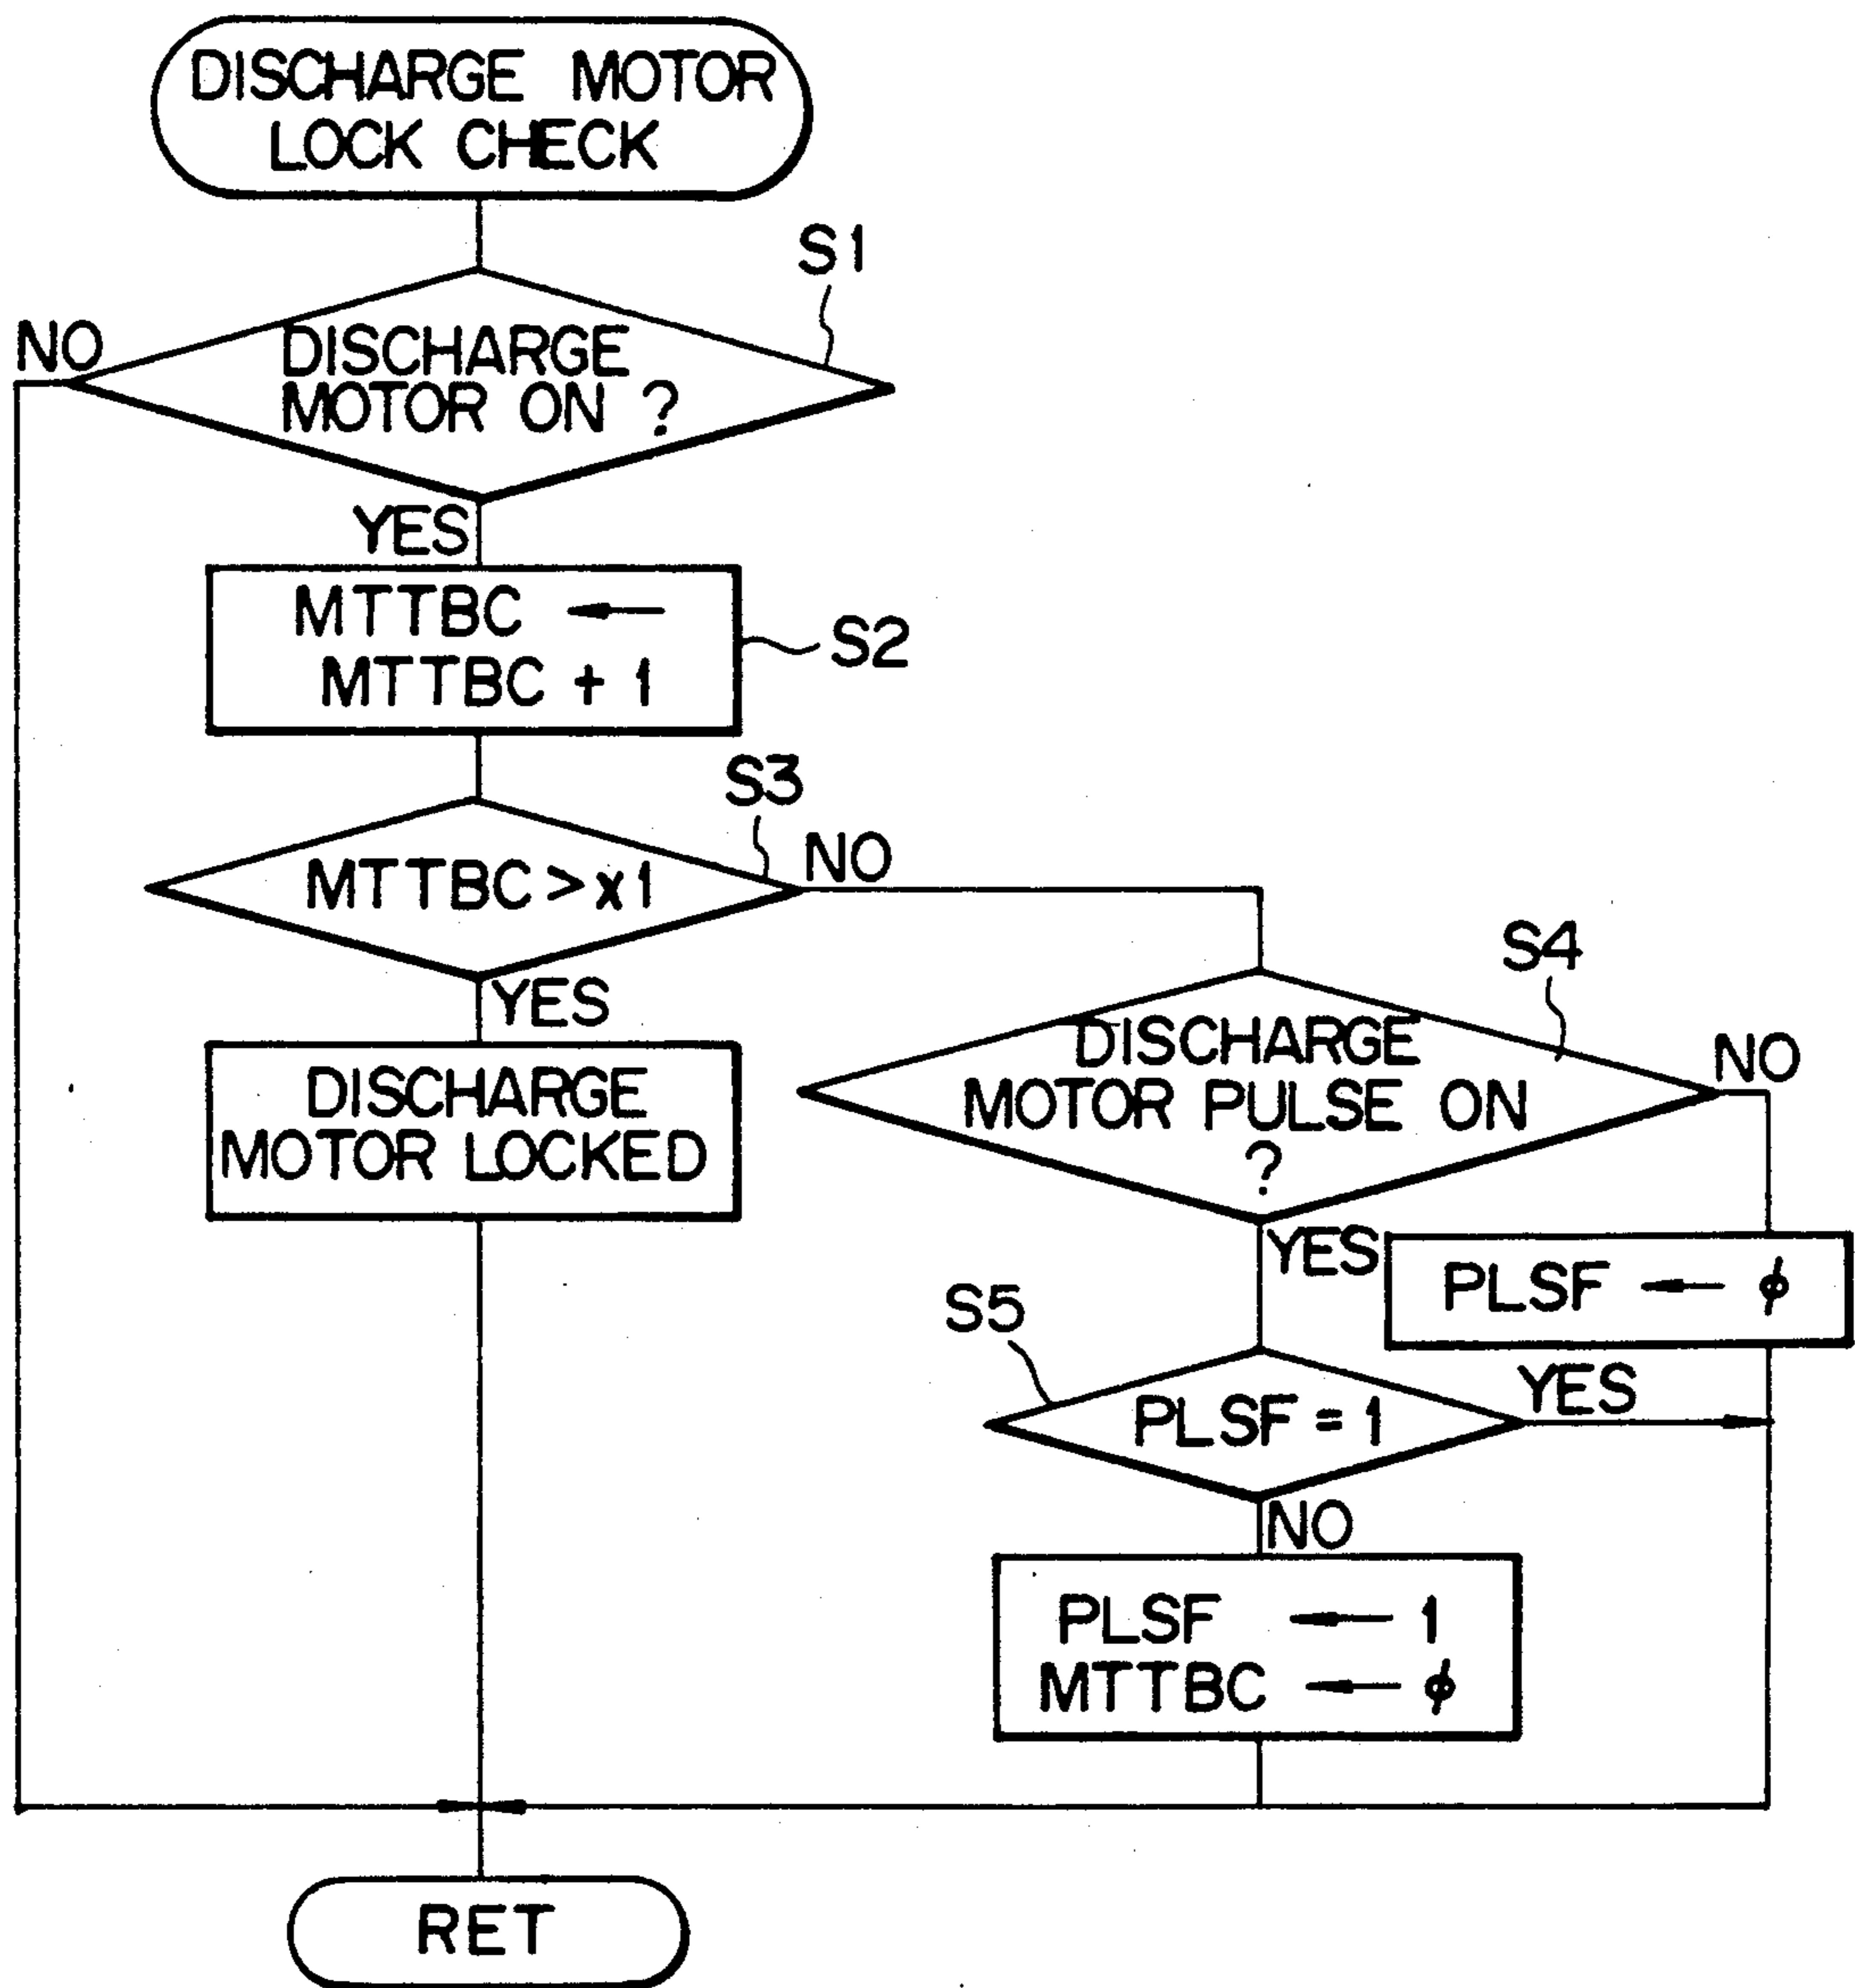 DISCHARGE MOTOR
LOCK CHECK
S1
NO
DISCHARGE
MOTOR ON ?
YES
MTTBC ←
MTTBC + 1
S2
S3
MTTBC > x1
NO
YES
DISCHARGE
MOTOR LOCKED
S4
DISCHARGE
MOTOR PULSE ON
?
NO
YES
PLSF ← ϕ
S5
PLSF = 1
YES
NO
PLSF ← 1
MTTBC ← ϕ
RET